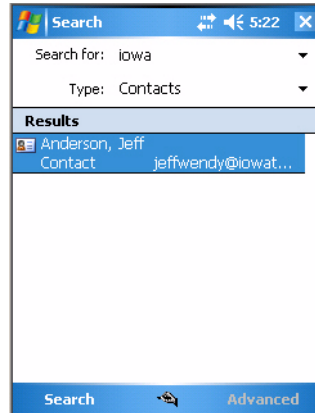 Search 5:22
Search for: iowa
Type: Contacts
Results
Anderson, Jeff
Contact jeffwendy@iowat...
Search Advanced